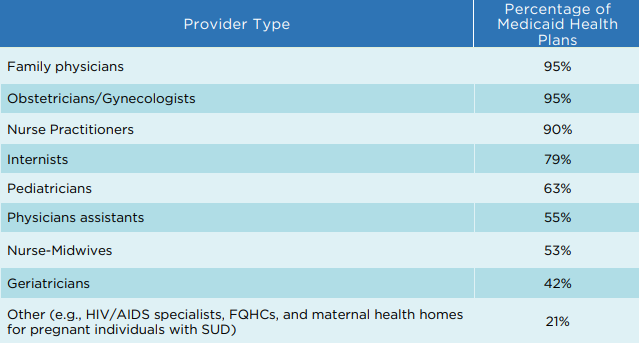 Provider Type
Percentage of
Medicaid Health
Plans
Family physicians 95%
Obstetricians/Gynecologists 95%
Nurse Practitioners 90%
Internists 79%
Pediatricians 63%
Physicians assistants 55%
Nurse-Midwives 53%
Geriatricians 42%
Other (e.g., HIV/AIDS specialists, FQHCs, and maternal health homes
for pregnant individuals with SUD) 21%